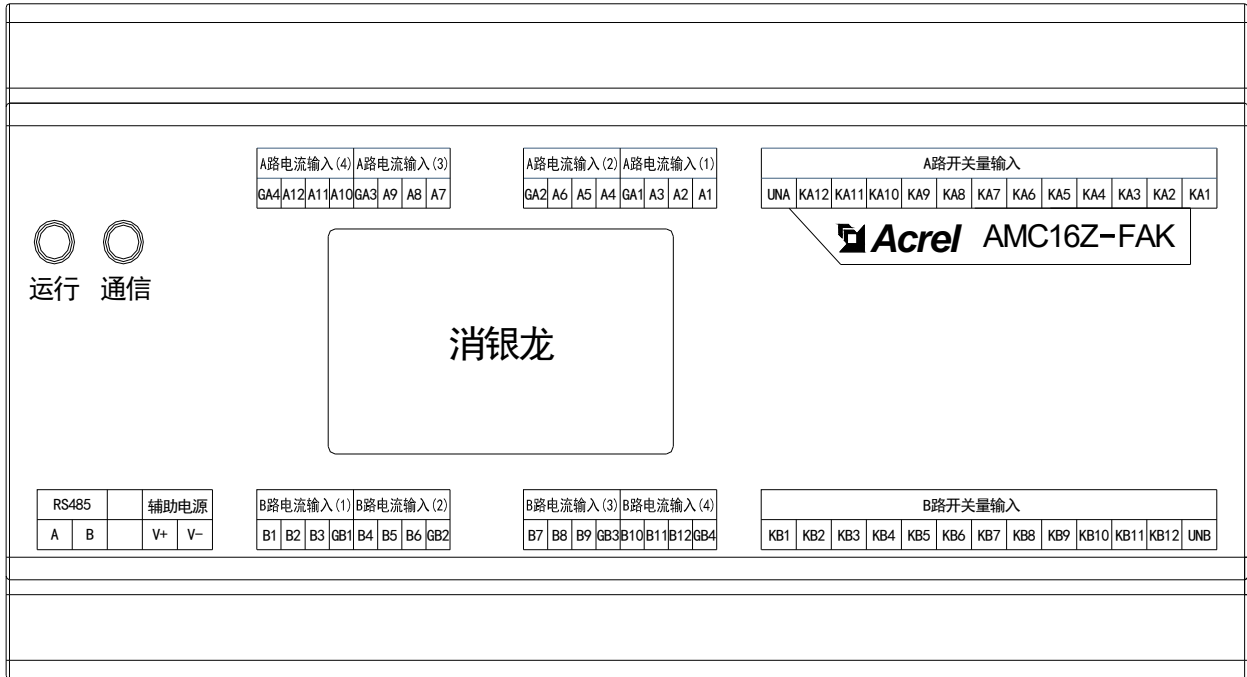 A路电流输入(4) A路电流输入(3) A路电流输入(2) A路电流输入(1) A路开关量输入
GA4 A12 A11 A10 GA3 A9 A8 A7 GA2 A6 A5 A4 GA1 A3 A2 A1 UNA KA12 KA11 KA10 KA9 KA8 KA7 KA6 KA5 KA4 KA3 KA2 KA1
Acrel AMC16Z-FAK
运行 通信
消银龙
RS485 辅助电源 B路电流输入(1) B路电流输入(2) B路电流输入(3) B路电流输入(4) B路开关量输入
A B V+ V- B1 B2 B3 GB1 B4 B5 B6 GB2 B7 B8 B9 GB3 B10 B11 B12 GB4 KB1 KB2 KB3 KB4 KB5 KB6 KB7 KB8 KB9 KB10 KB11 KB12 UNB